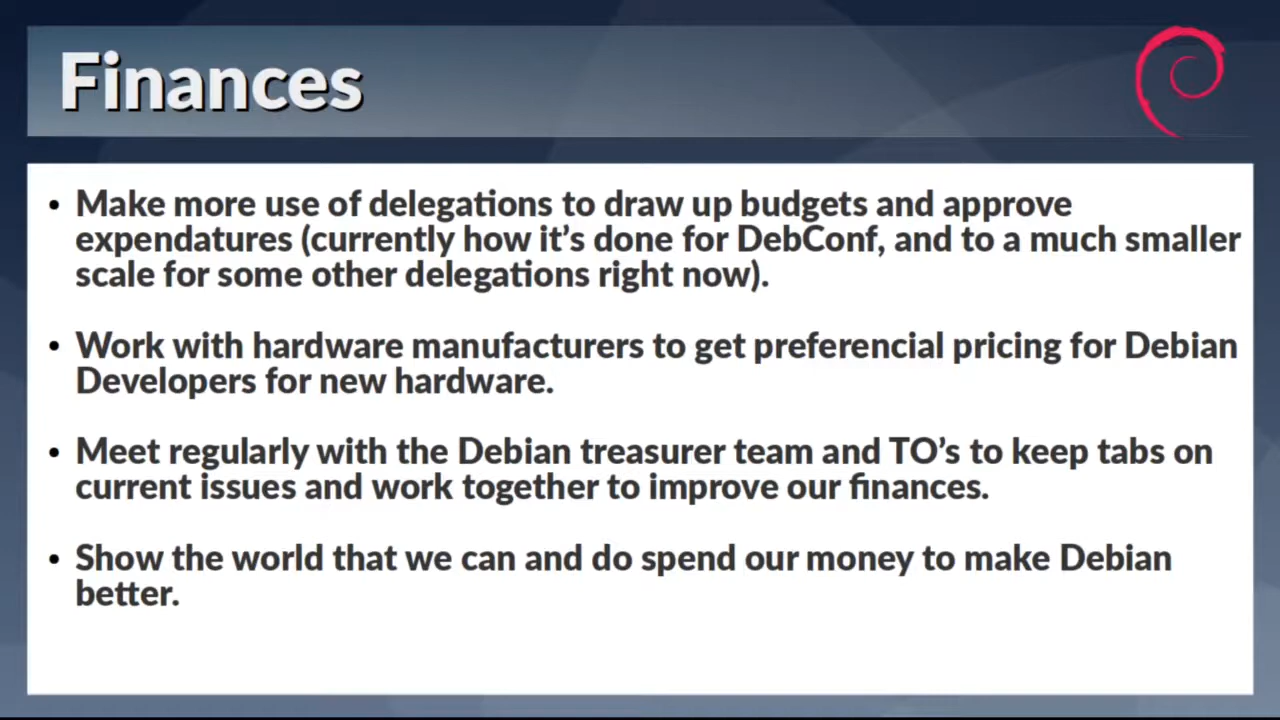 Finances
• Make more use of delegations to draw up budgets and approve
expendatures (currently how it's done for DebConf, and to a much smaller
scale for some other delegations right now).
• Work with hardware manufacturers to get preferencial pricing for Debian
Developers for new hardware.
• Meet regularly with the Debian treasurer team and TO's to keep tabs on
current issues and work together to improve our finances.
• Show the world that we can and do spend our money to make Debian
better.